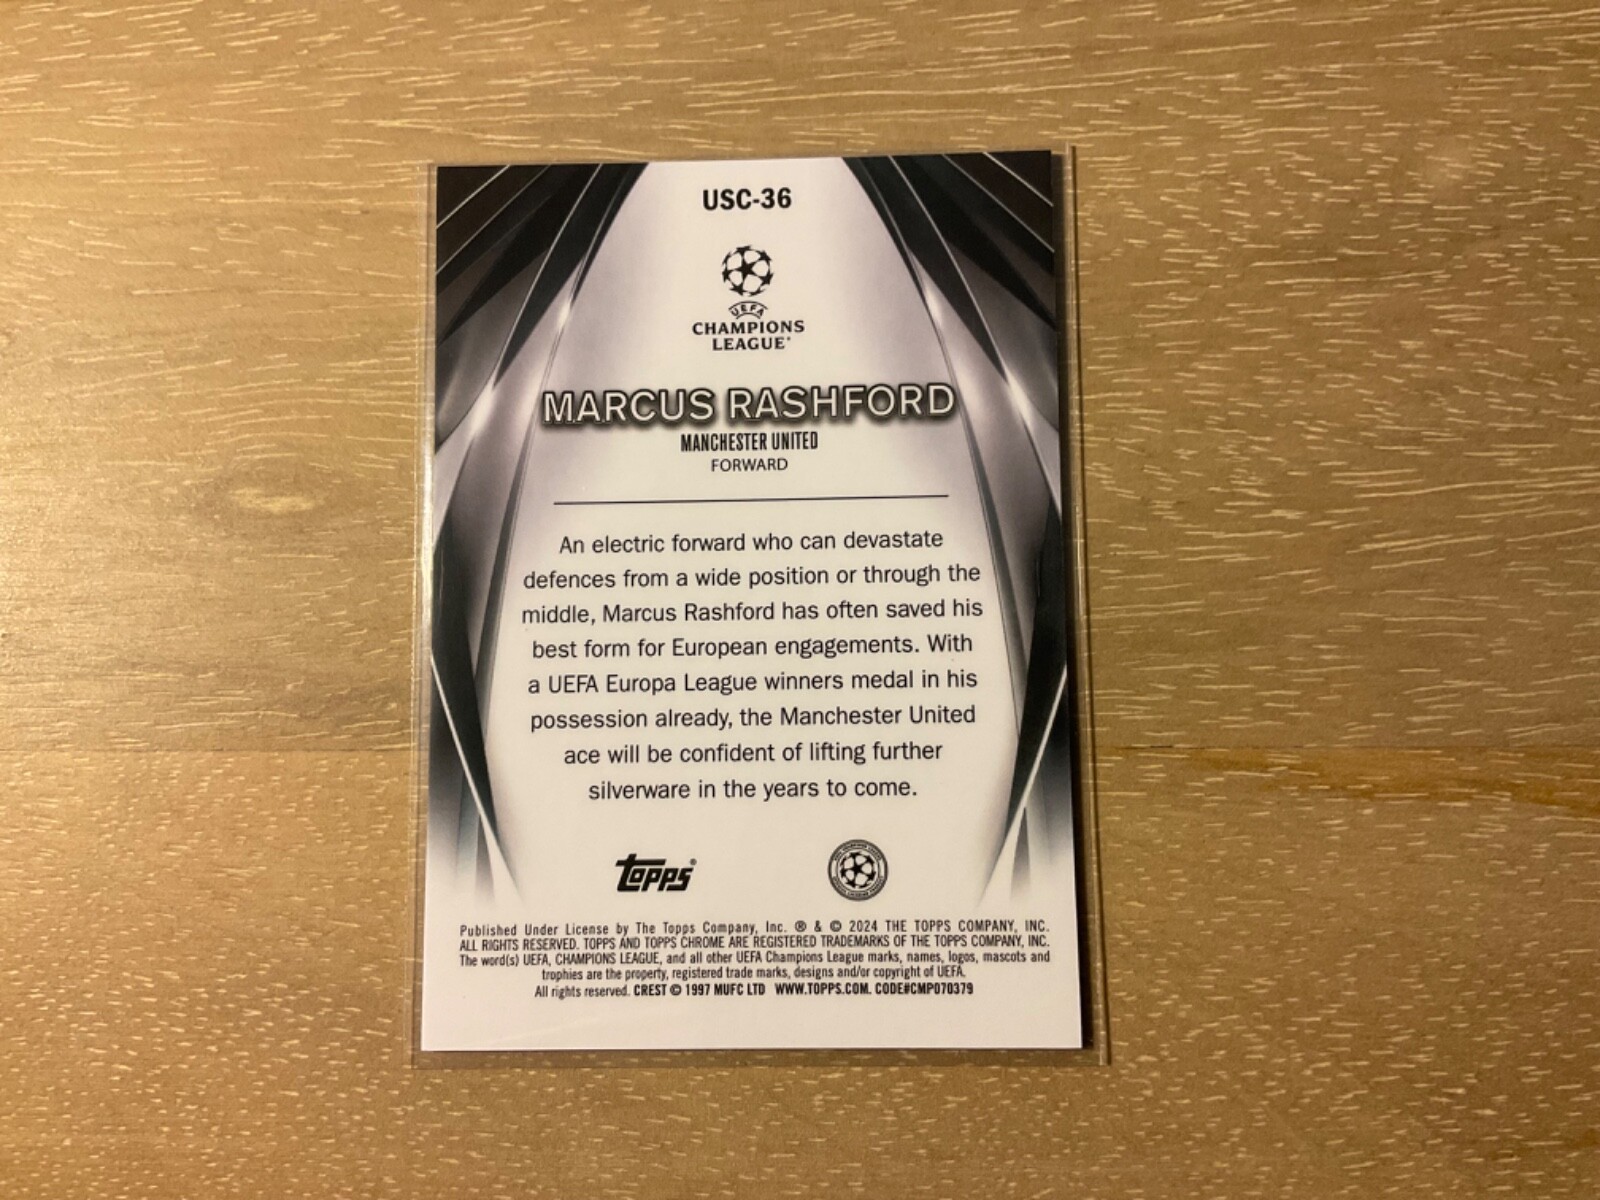 USC-36
UEFA
CHAMPIONS
LEAGUE
MARCUS RASHFORD
MANCHESTER UNITED
FORWARD
An electric forward who can devastate
defences from a wide position or through the
middle, Marcus Rashford has often saved his
best form for European engagements. With
a UEFA Europa League winners medal in his
possession already, the Manchester United
ace will be confident of lifting further
silverware in the years to come.
topps®
Published Under License by The Topps Company, Inc. ® & © 2024 THE TOPPS COMPANY, INC.
ALL RIGHTS RESERVED. TOPPS AND TOPPS CHROME ARE REGISTERED TRADEMARKS OF THE TOPPS COMPANY, INC.
The word(s) UEFA, CHAMPIONS LEAGUE, and all other UEFA Champions League marks, names, logos, mascots and
trophies are the property, registered trade marks, designs and/or copyright of UEFA.
All rights reserved. CREST © 1997 MUFC LTD WWW.TOPPS.COM. CODE#CMP070379